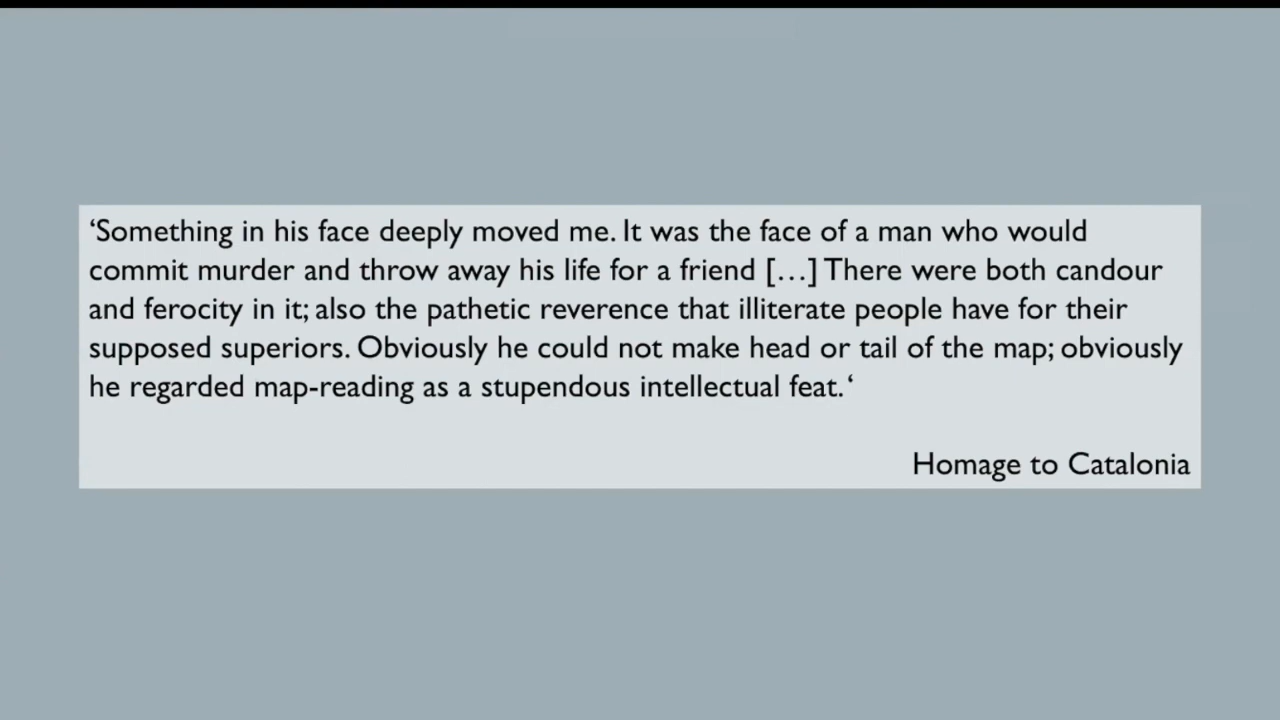 ‘Something in his face deeply moved me. It was the face of a man who would
commit murder and throw away his life for a friend […] There were both candour
and ferocity in it; also the pathetic reverence that illiterate people have for their
supposed superiors. Obviously he could not make head or tail of the map; obviously
he regarded map-reading as a stupendous intellectual feat. ‘
Homage to Catalonia